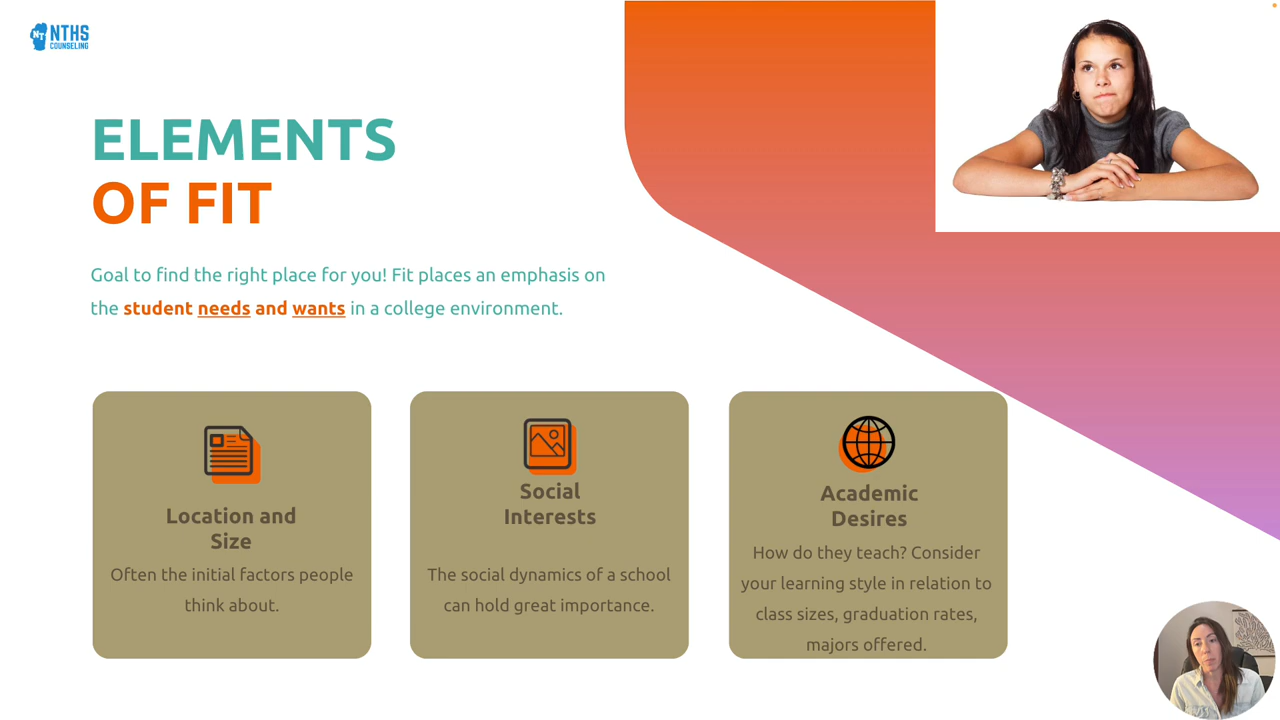 NT
NTHS
COUNSELING
ELEMENTS
OF FIT
Goal to find the right place for you! Fit places an emphasis on
the student needs and wants in a college environment.
Location and
Size
Often the initial factors people
think about.
Social
Interests
The social dynamics of a school
can hold great importance.
Academic
Desires
How do they teach? Consider
your learning style in relation to
class sizes, graduation rates,
majors offered.